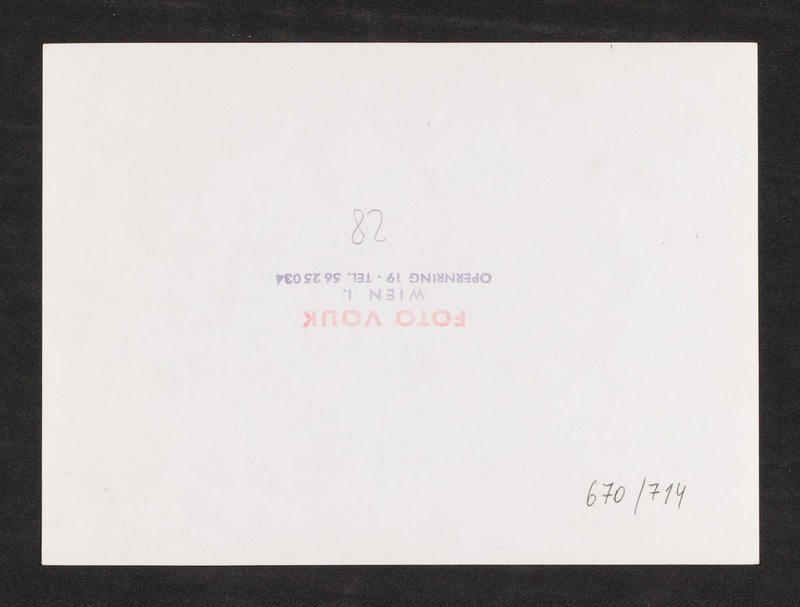 FOTO VOUK
WIEN I.
OPERNRING 19 · TEL. 56 25 034
28
670/714